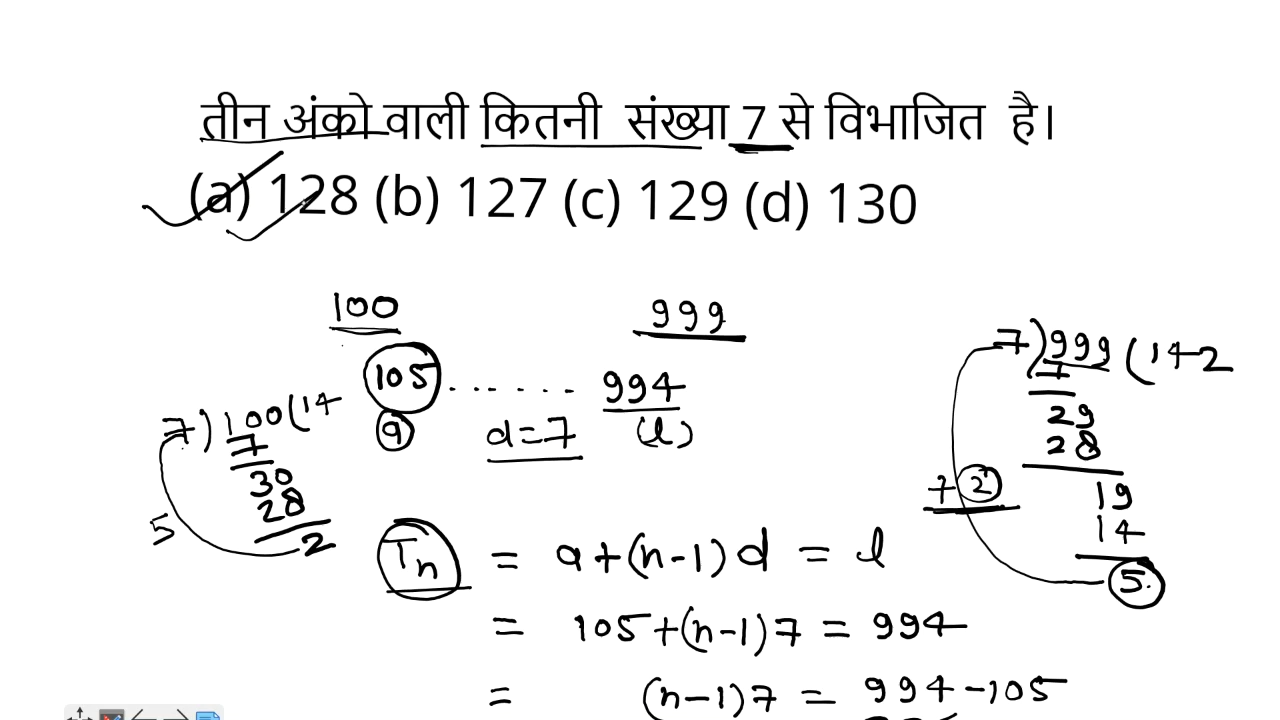 तीन अंको वाली कितनी संख्या 7 से विभाजित है।
(a) 128 (b) 127 (c) 129 (d) 130
100 999
105 ...... 994
a d=7 (l)
7)100(14
7
30
28
2
5
7)999(142
7
29
28
19
14
5
+2
Tn = a+(n-1)d = l
= 105+(n-1)7 = 994
= (n-1)7 = 994-105